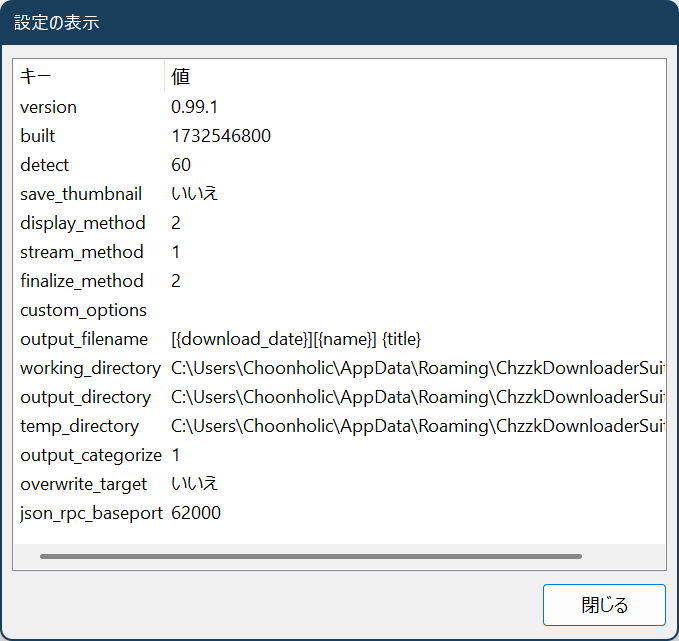 設定の表示
キー 値
version 0.99.1
built 1732546800
detect 60
save_thumbnail いいえ
display_method 2
stream_method 1
finalize_method 2
custom_options
output_filename [{download_date}][{name}] {title}
working_directory C:\Users\Choonholic\AppData\Roaming\ChzzkDownloaderSuit
output_directory C:\Users\Choonholic\AppData\Roaming\ChzzkDownloaderSuit
temp_directory C:\Users\Choonholic\AppData\Roaming\ChzzkDownloaderSuit
output_categorize 1
overwrite_target いいえ
json_rpc_baseport 62000
閉じる